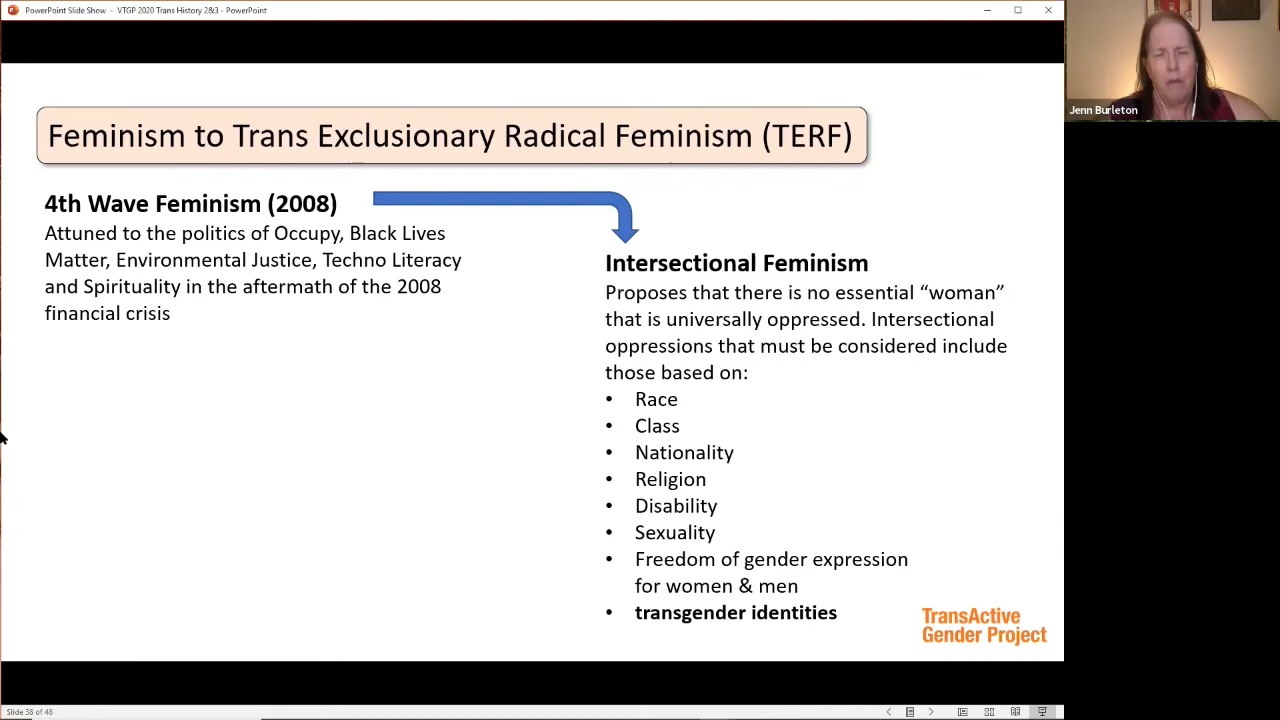 PowerPoint Slide Show - VTGP 2020 Trans History 2&3 - PowerPoint
Jenn Burleton
Feminism to Trans Exclusionary Radical Feminism (TERF)
4th Wave Feminism (2008)
Attuned to the politics of Occupy, Black Lives
Matter, Environmental Justice, Techno Literacy
and Spirituality in the aftermath of the 2008
financial crisis
Intersectional Feminism
Proposes that there is no essential “woman”
that is universally oppressed. Intersectional
oppressions that must be considered include
those based on:
• Race
• Class
• Nationality
• Religion
• Disability
• Sexuality
• Freedom of gender expression
for women & men
• transgender identities
TransActive
Gender Project
Slide 38 of 48